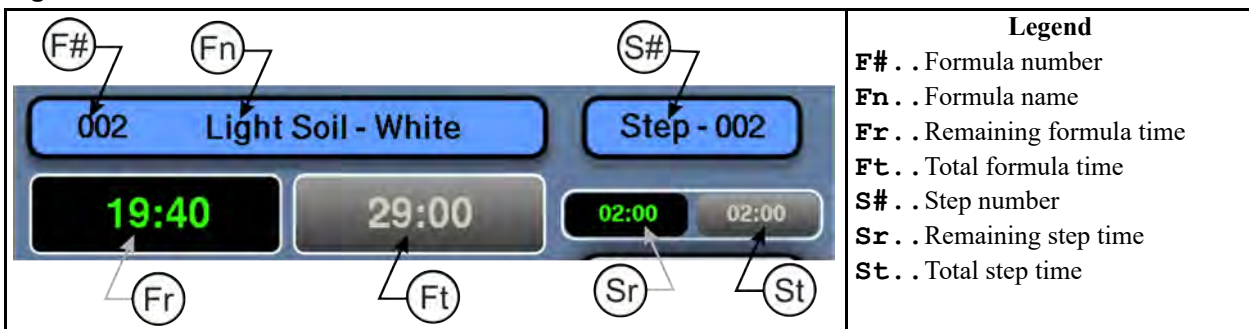 F#
Fn
S#
002 Light Soil - White
Step - 002
19:40
29:00
02:00
02:00
Fr
Ft
Sr
St
Legend
F#..Formula number
Fn..Formula name
Fr..Remaining formula time
Ft..Total formula time
S#..Step number
Sr..Remaining step time
St..Total step time